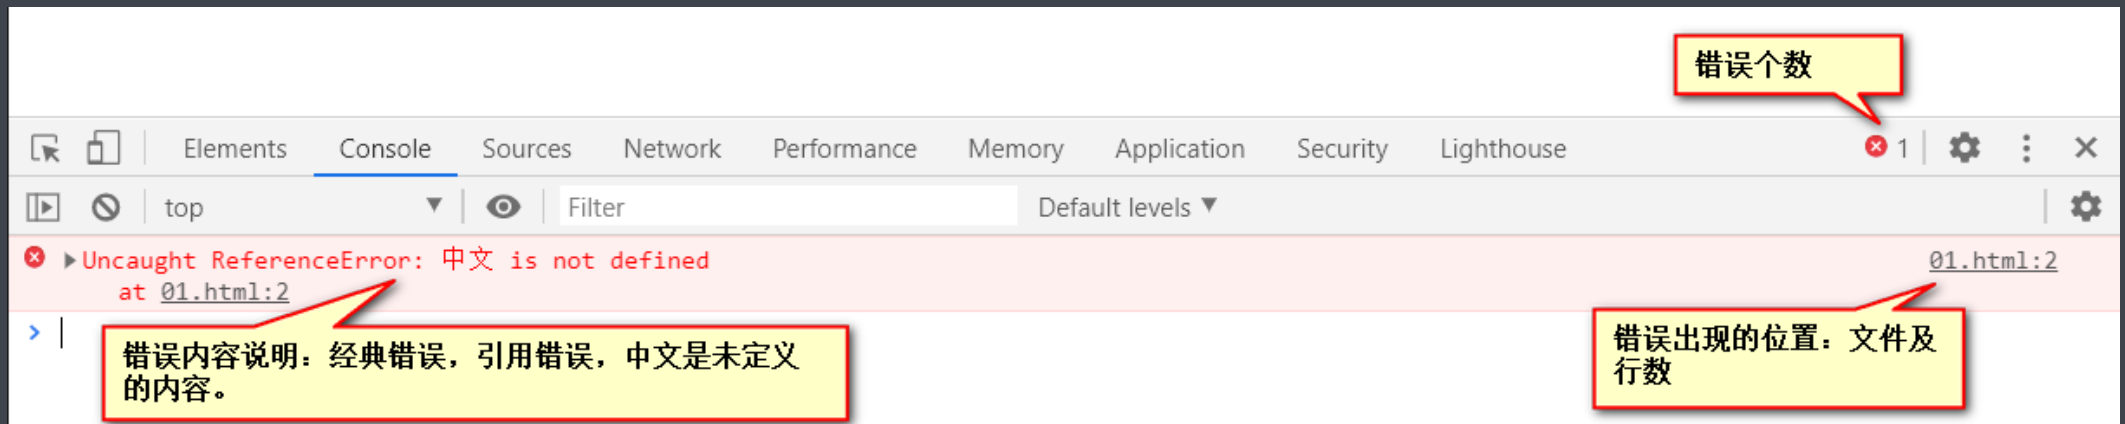 错误个数
Elements Console Sources Network Performance Memory Application Security Lighthouse 1
top Filter Default levels
Uncaught ReferenceError: 中文 is not defined 01.html:2
at 01.html:2
错误内容说明：经典错误，引用错误，中文是未定义
的内容。
错误出现的位置：文件及
行数